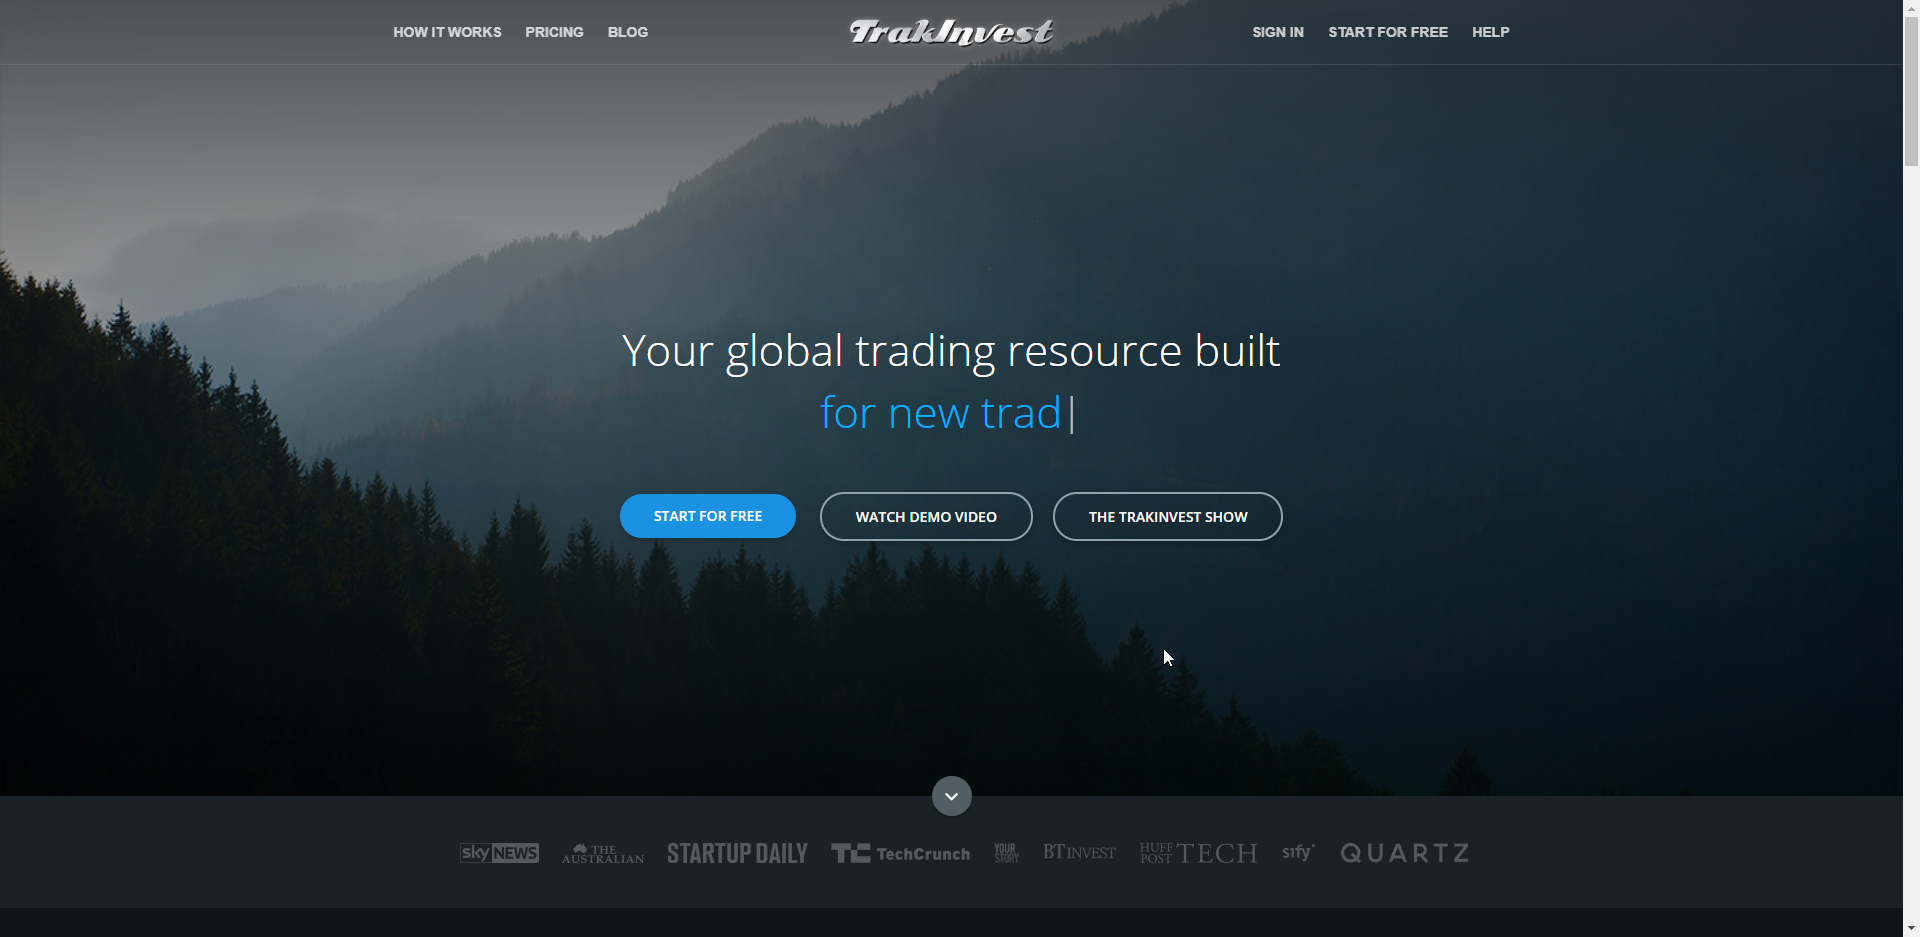 HOW IT WORKS PRICING BLOG TrakInvest SIGN IN START FOR FREE HELP
Your global trading resource built
for new trad
START FOR FREE WATCH DEMO VIDEO THE TRAKINVEST SHOW
sky NEWS THE AUSTRALIAN STARTUP DAILY TC TechCrunch YOUR STORY BT INVEST HUFF POST TECH sify QUARTZ